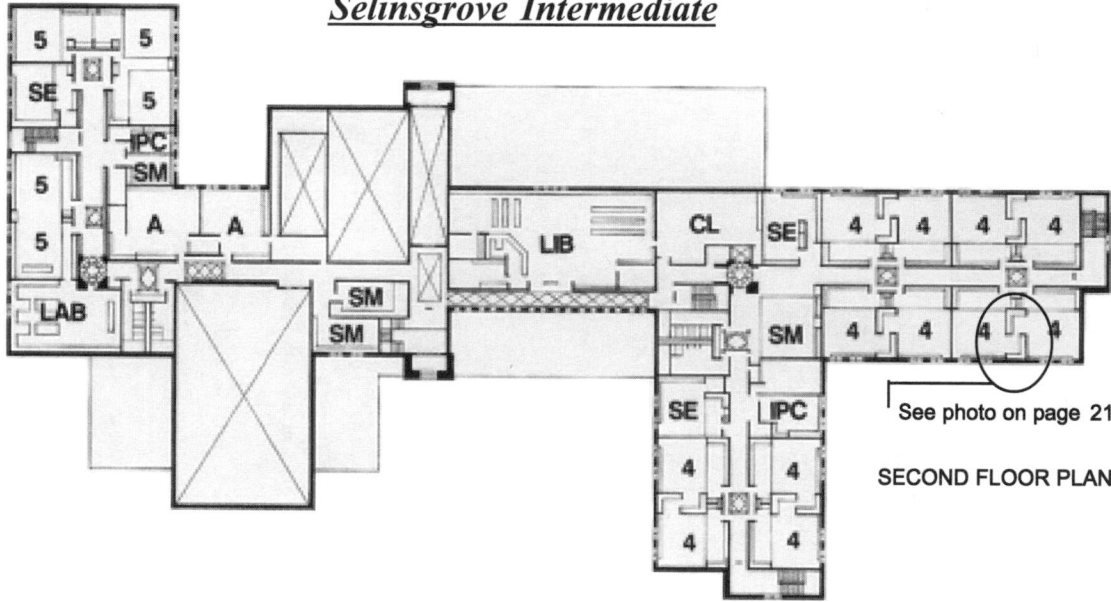 Selinsgrove Intermediate
5 5
SE 5
IPC
SM
5
5
A A
LAB
SM
SM
LIB
CL
SE
4 4 4 4
SM
4 4 4 4
SE IPC
4 4
4 4
See photo on page 21
SECOND FLOOR PLAN